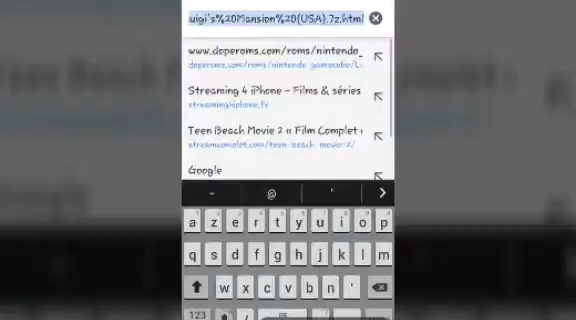 uigi's%20Mansion%20(USA).7z.html
www.doperoms.com/roms/nintendo_
doperoms.com/roms/nintendo_gamecube/L
Streaming 4 iPhone - Films & séries
streaming4iphone.fr
Teen Beach Movie 2 « Film Complet
streamcomplet.com/teen-beach-movie-2/
Google
- @ '
a z e r t y u i o p
q s d f g h j k l m
w x c v b n '
123